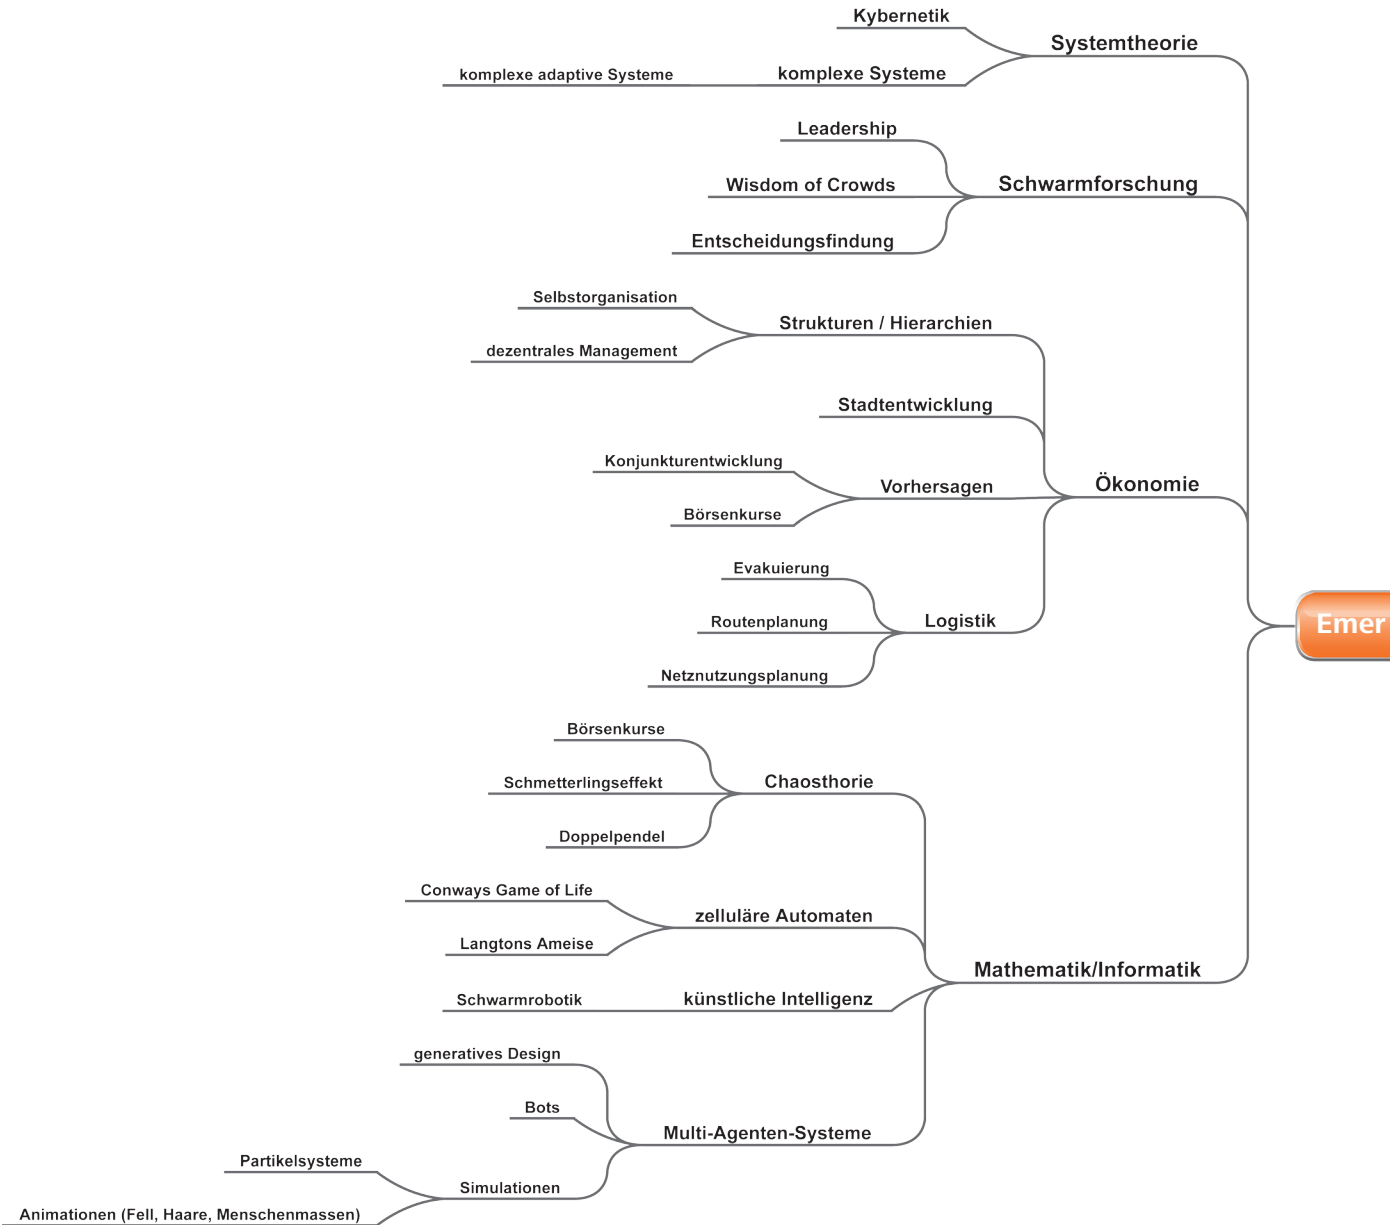 Kybernetik
Systemtheorie
komplexe adaptive Systeme
komplexe Systeme
Leadership
Wisdom of Crowds
Schwarmforschung
Entscheidungsfindung
Selbstorganisation
Strukturen / Hierarchien
dezentrales Management
Stadtentwicklung
Konjunkturentwicklung
Vorhersagen
Ökonomie
Börsenkurse
Evakuierung
Routenplanung
Logistik
Emer
Netznutzungsplanung
Börsenkurse
Schmetterlingseffekt
Chaosthorie
Doppelpendel
Conways Game of Life
zelluläre Automaten
Langtons Ameise
Mathematik/Informatik
Schwarmrobotik
künstliche Intelligenz
generatives Design
Bots
Multi-Agenten-Systeme
Partikelsysteme
Simulationen
Animationen (Fell, Haare, Menschenmassen)